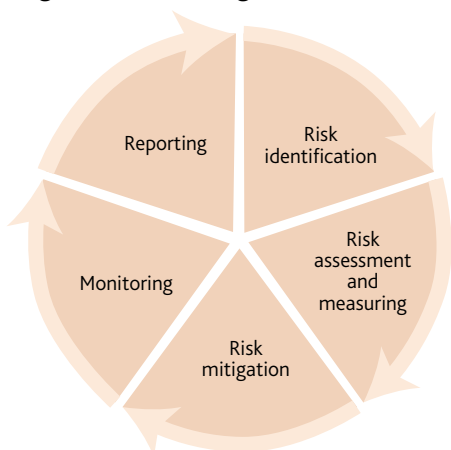 Risk
identification
Risk
assessment
and
measuring
Risk
mitigation
Monitoring
Reporting